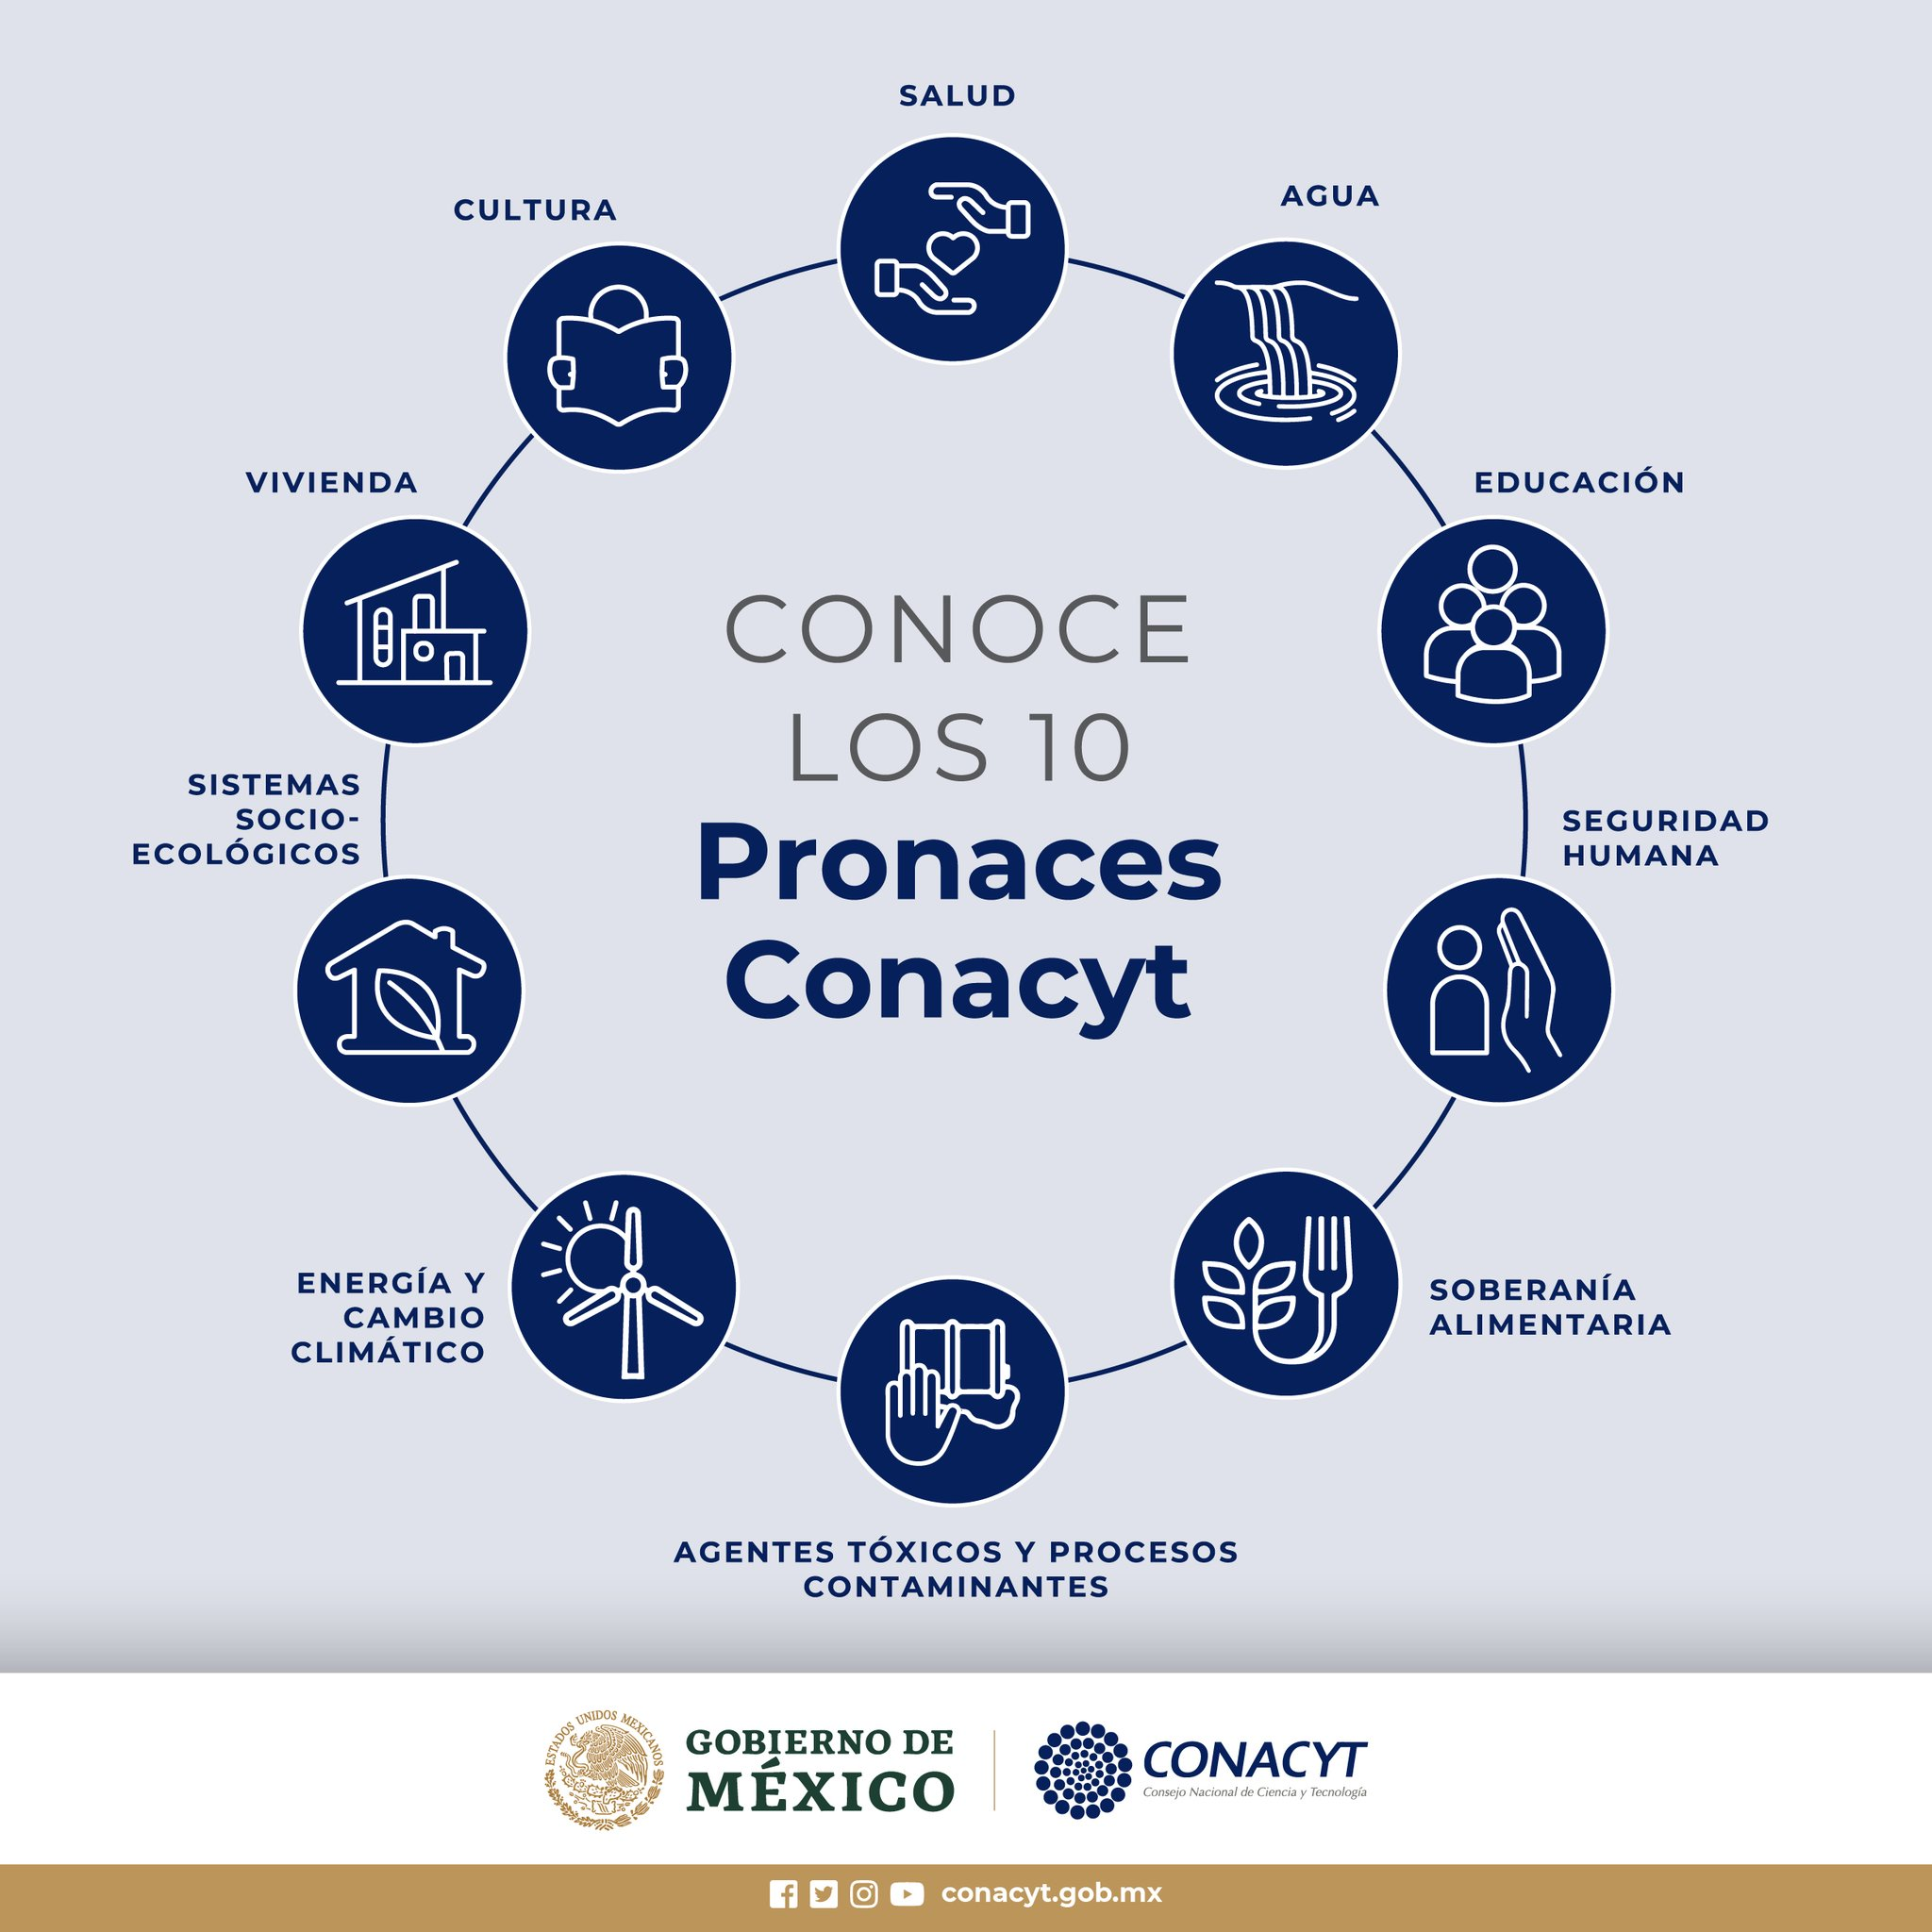 SALUD
AGUA
CULTURA
EDUCACIÓN
VIVIENDA
CONOCE
LOS 10
Pronaces
Conacyt
SISTEMAS
SOCIO-
ECOLÓGICOS
SEGURIDAD
HUMANA
ENERGÍA Y
CAMBIO
CLIMÁTICO
SOBERANÍA
ALIMENTARIA
AGENTES TÓXICOS Y PROCESOS
CONTAMINANTES
ESTADOS UNIDOS MEXICANOS
GOBIERNO DE
MÉXICO
CONACYT
Consejo Nacional de Ciencia y Tecnología
conacyt.gob.mx